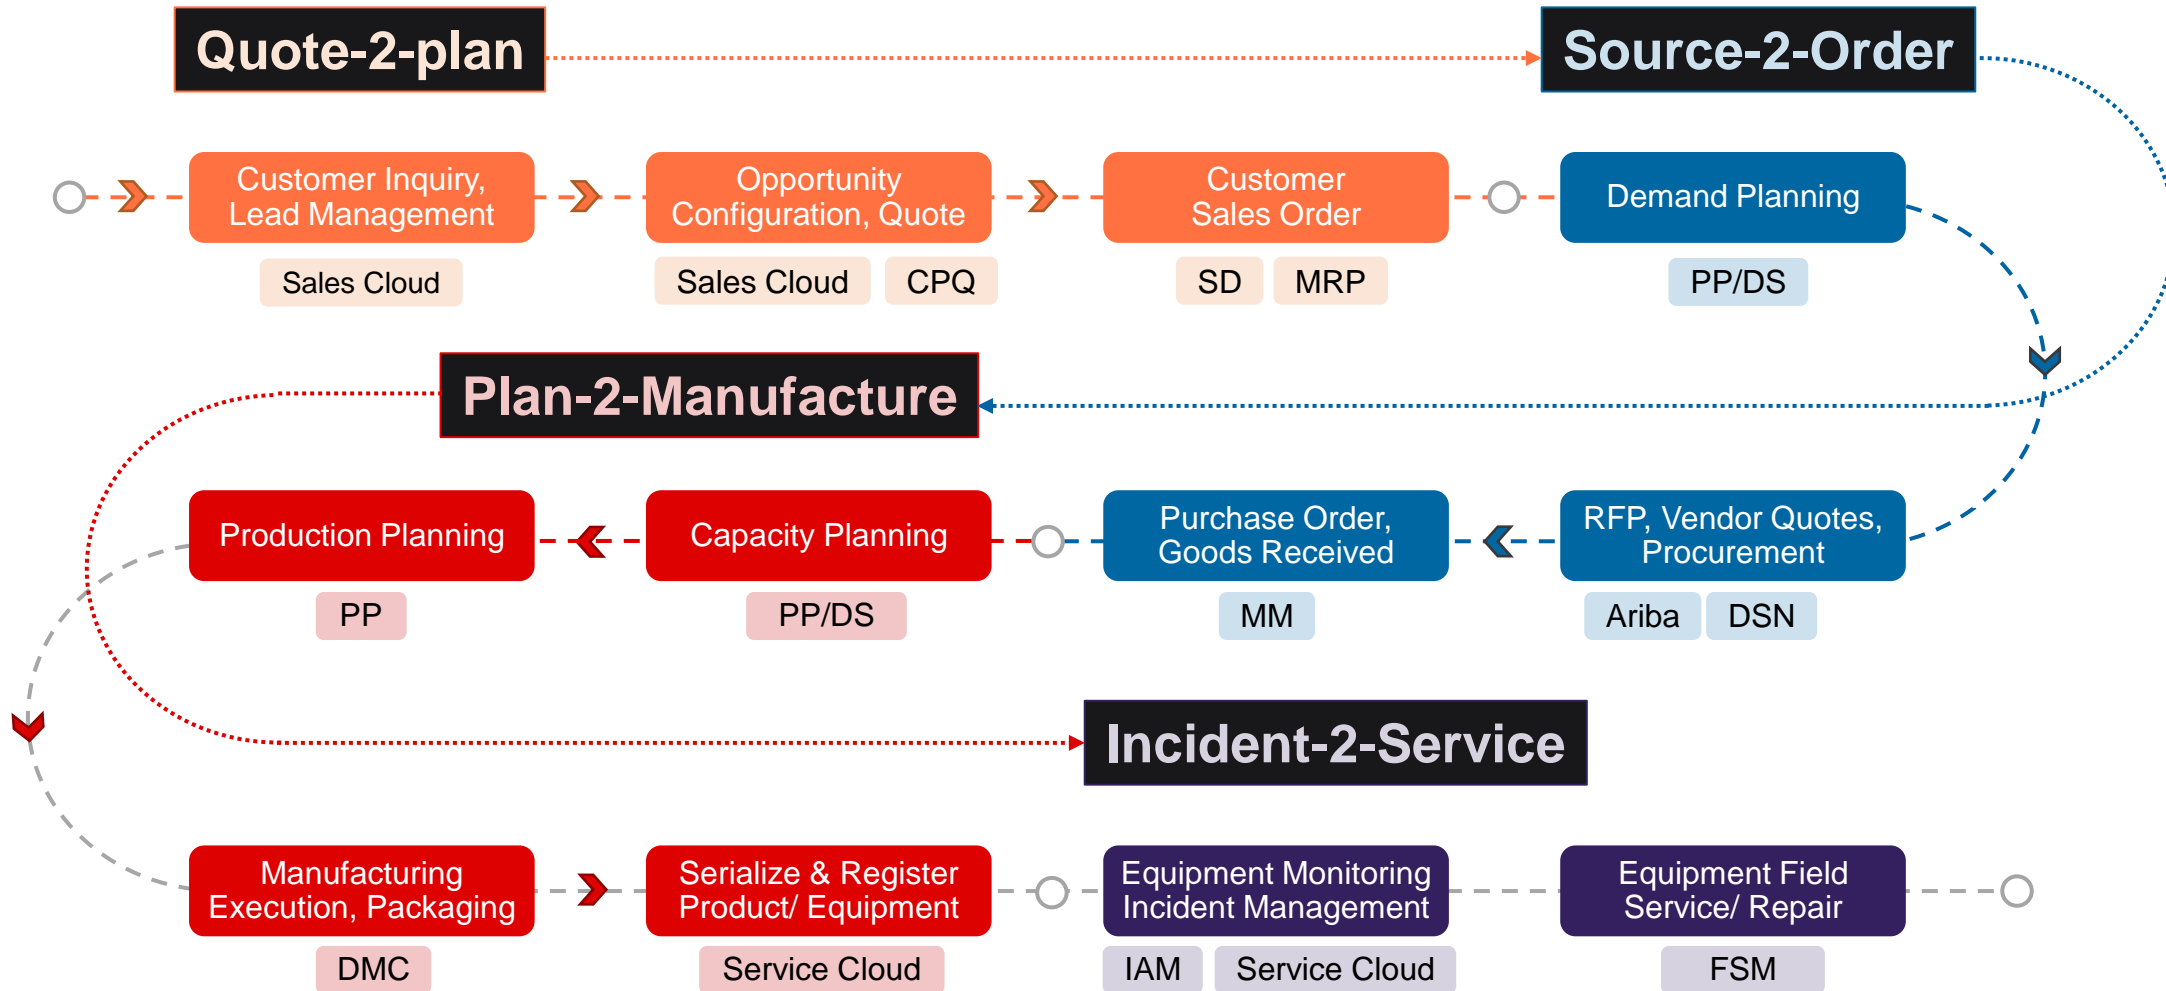 Quote-2-plan
Source-2-Order
Customer Inquiry,
Lead Management
Opportunity
Configuration, Quote
Customer
Sales Order
Demand Planning
Sales Cloud
Sales Cloud
CPQ
SD
MRP
PP/DS
Plan-2-Manufacture
Production Planning
Capacity Planning
Purchase Order,
Goods Received
RFP, Vendor Quotes,
Procurement
PP
PP/DS
MM
Ariba
DSN
Incident-2-Service
Manufacturing
Execution, Packaging
Serialize & Register
Product/ Equipment
Equipment Monitoring
Incident Management
Equipment Field
Service/ Repair
DMC
Service Cloud
IAM
Service Cloud
FSM